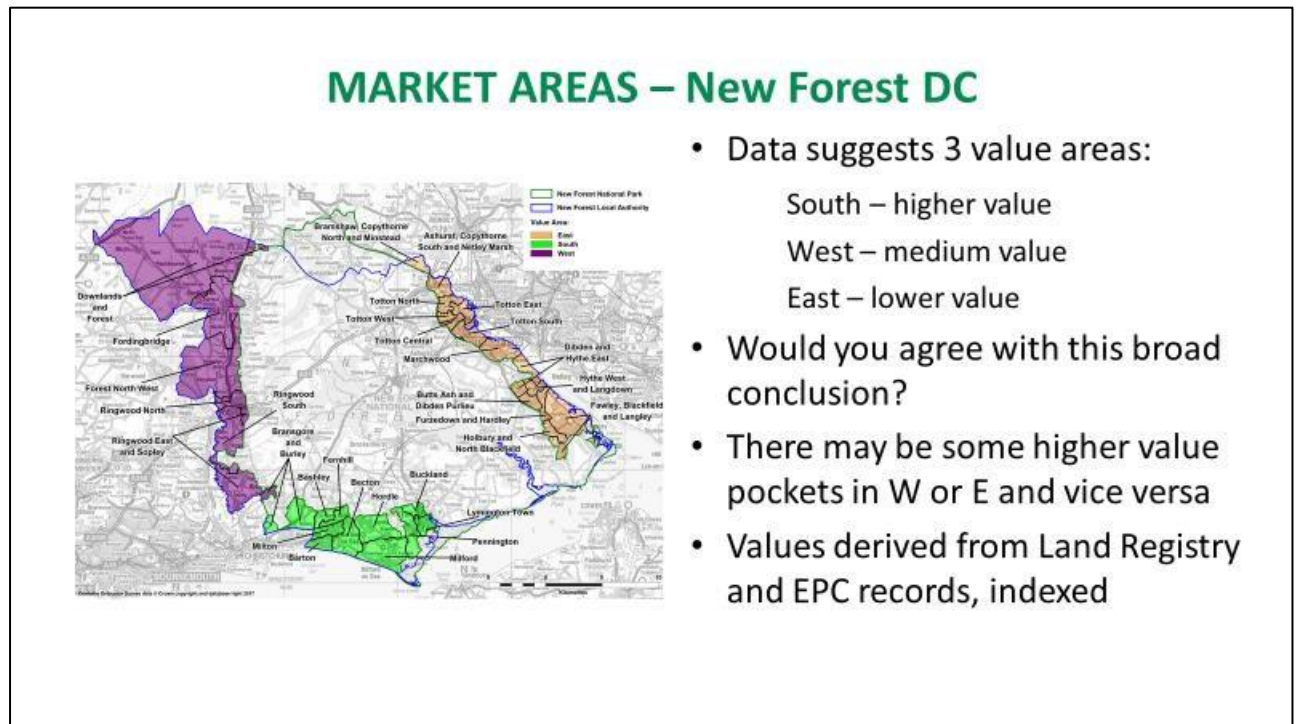 MARKET AREAS – New Forest DC
• Data suggests 3 value areas:
South – higher value
West – medium value
East – lower value
• Would you agree with this broad
conclusion?
• There may be some higher value
pockets in W or E and vice versa
• Values derived from Land Registry
and EPC records, indexed
New Forest National Park
New Forest Local Authority
Value Area:
East
South
West
Bramshaw, Copythorne
North and Minstead
Ashurst, Copythorne
South and Netley Marsh
Downlands
and
Forest
Fordingbridge
Forest North West
Ringwood North
Ringwood East
and Sopley
Ringwood
South
Bransgore
and
Burley
Totton North
Totton West
Totton Central
Marchwood
Totton East
Totton South
Dibden and
Hythe East
Hythe West
and Langdown
Butts Ash and
Dibden Purlieu
Furzedown and Hardley
Fawley, Blackfield
and Langley
Holbury and
North Blackfield
Fernhill
Bashley
Becton
Hordle
Buckland
Lymington Town
Pennington
Milford
Milton
Barton
Kilometers